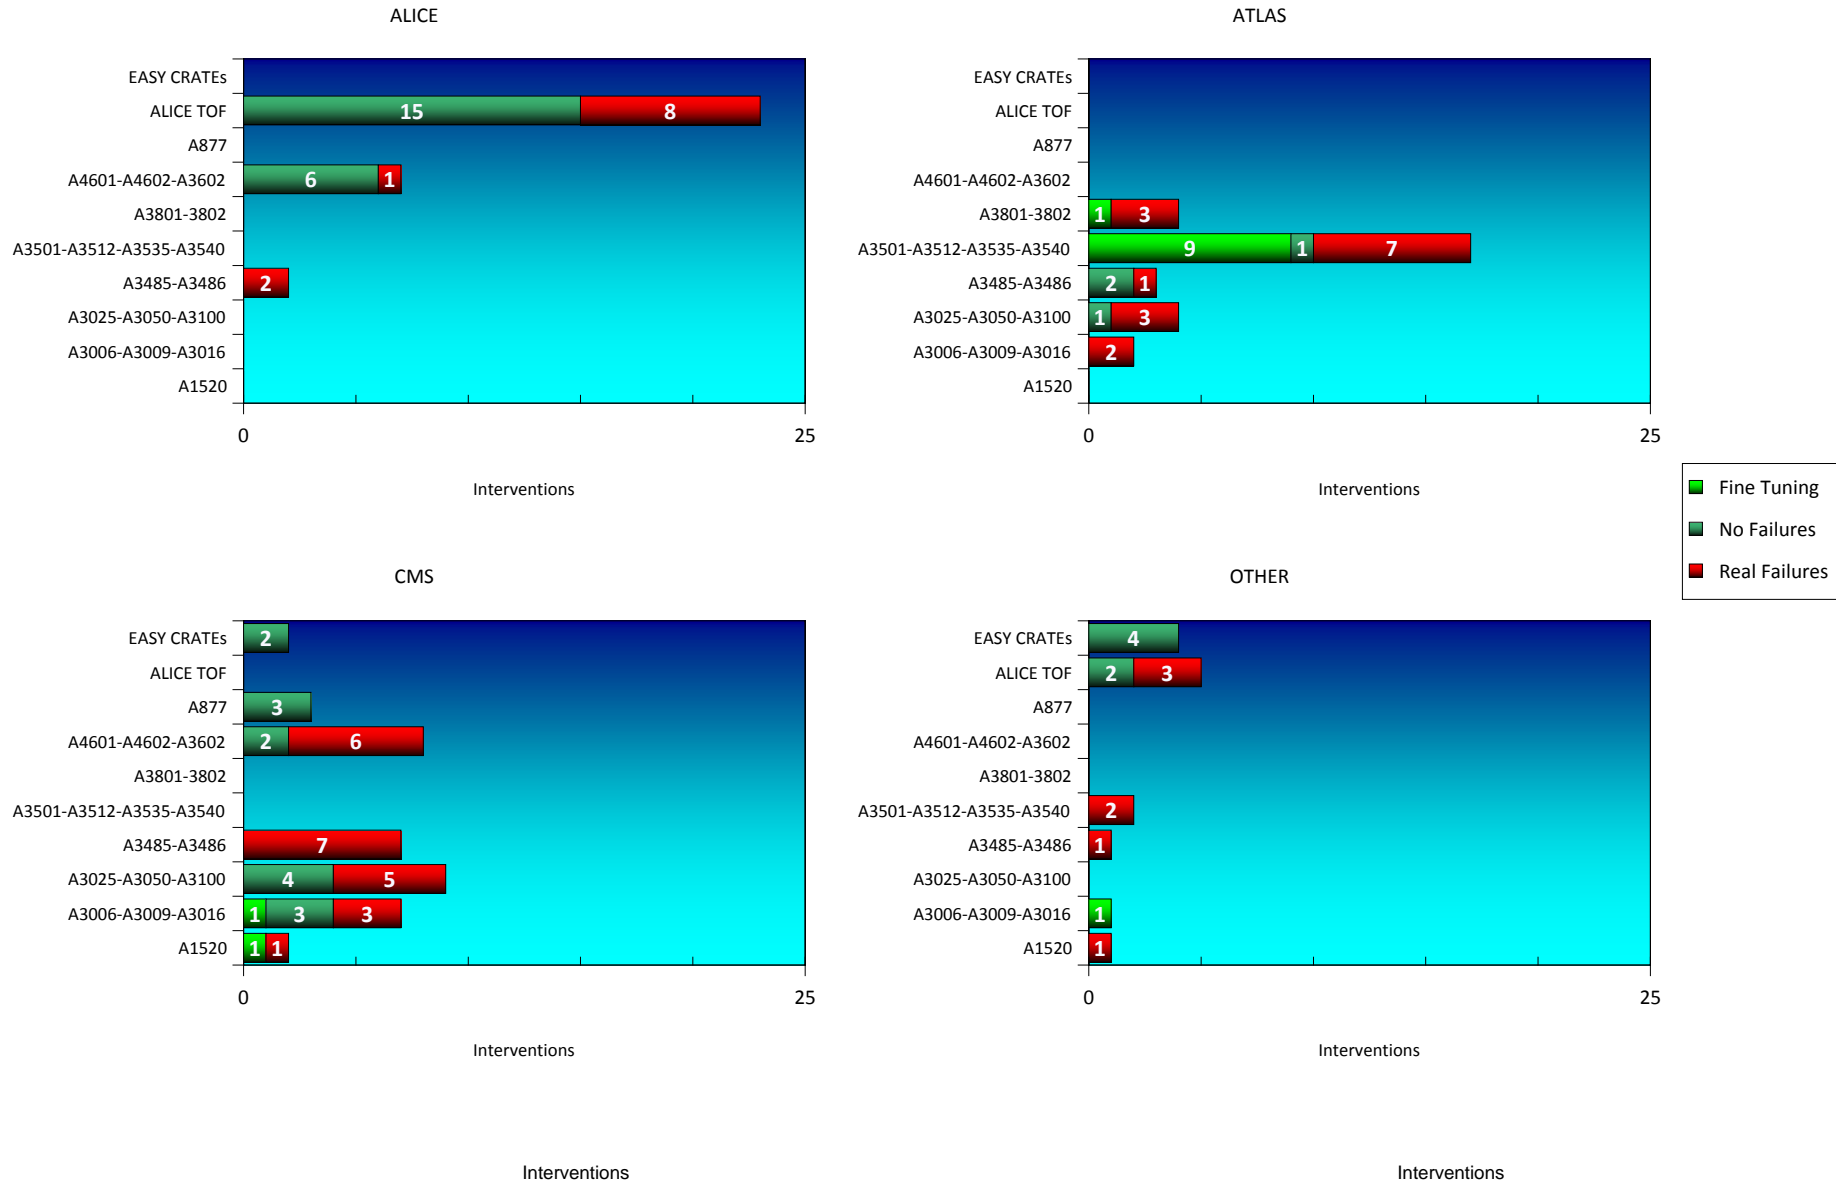 ALICE
EASY CRATEs
ALICE TOF
15 8
A877
A4601-A4602-A3602
6 1
A3801-3802
A3501-A3512-A3535-A3540
A3485-A3486
2
A3025-A3050-A3100
A3006-A3009-A3016
A1520
0 25
Interventions
ATLAS
EASY CRATEs
ALICE TOF
A877
A4601-A4602-A3602
A3801-3802
1 3
A3501-A3512-A3535-A3540
9 1 7
A3485-A3486
2 1
A3025-A3050-A3100
1 3
A3006-A3009-A3016
2
A1520
0 25
Interventions
Fine Tuning
No Failures
Real Failures
CMS
EASY CRATEs
2
ALICE TOF
A877
3
A4601-A4602-A3602
2 6
A3801-3802
A3501-A3512-A3535-A3540
A3485-A3486
7
A3025-A3050-A3100
4 5
A3006-A3009-A3016
1 3 3
A1520
1 1
0 25
Interventions
OTHER
EASY CRATEs
4
ALICE TOF
2 3
A877
A4601-A4602-A3602
A3801-3802
A3501-A3512-A3535-A3540
2
A3485-A3486
1
A3025-A3050-A3100
A3006-A3009-A3016
1
A1520
1
0 25
Interventions
Interventions
Interventions